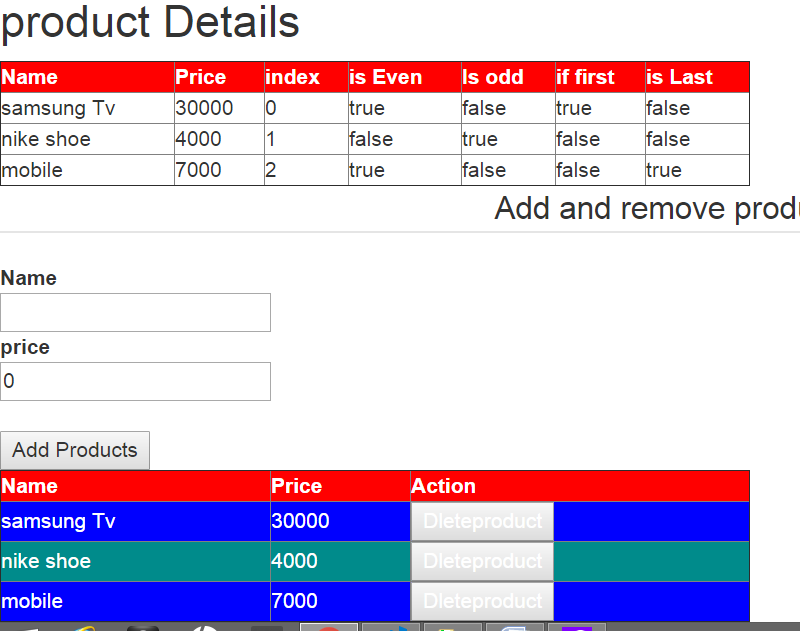 product Details
Name Price index is Even Is odd if first is Last
samsung Tv 30000 0 true false true false
nike shoe 4000 1 false true false false
mobile 7000 2 true false false true
Add and remove
Name
price
0
Add Products
Name Price Action
samsung Tv 30000 Dleteproduct
nike shoe 4000 Dleteproduct
mobile 7000 Dleteproduct